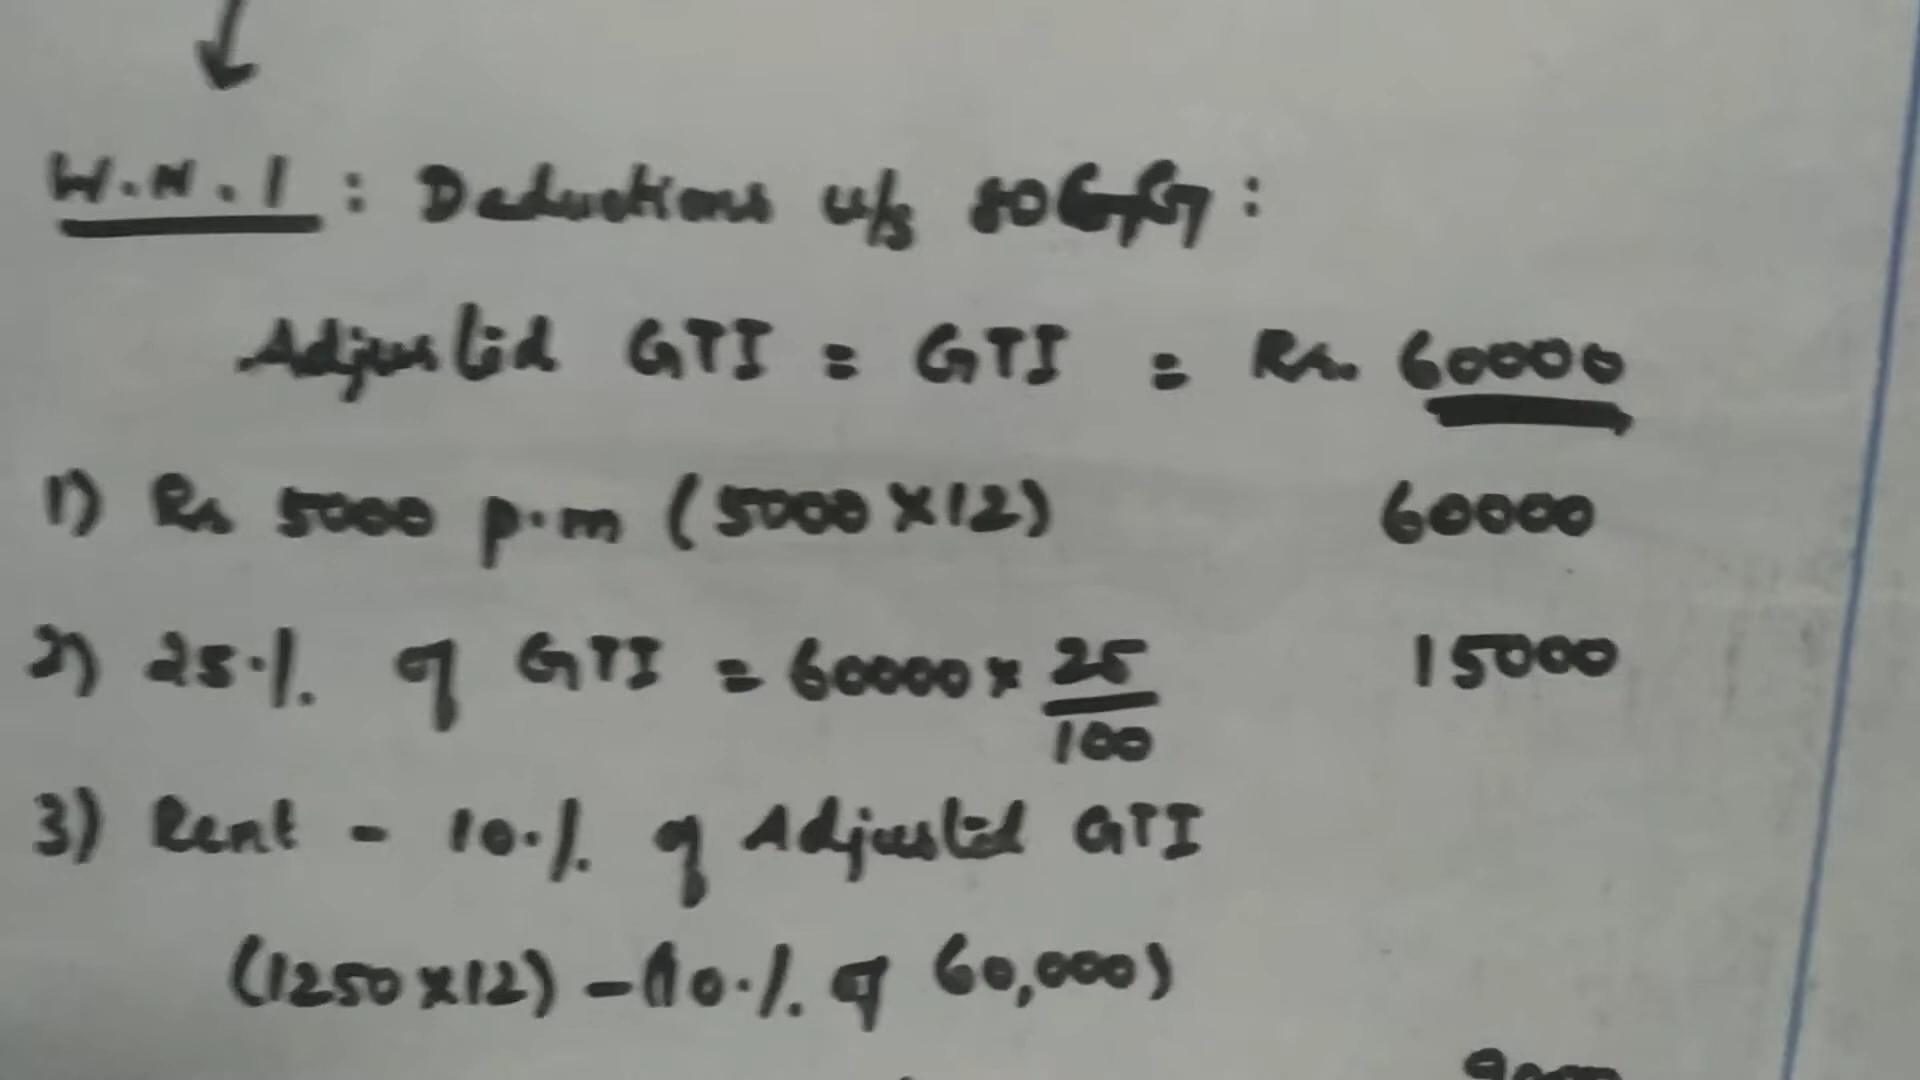 W.N.1 : Deductions u/s 80GG :
Adjusted GTI = GTI = Rs. 60000
1) Rs 5000 p.m (5000 x 12) 60000
2) 25% of GTI = 60000 x 25/100 15000
3) Rent - 10% of Adjusted GTI
(1250 x 12) - (10% of 60,000)